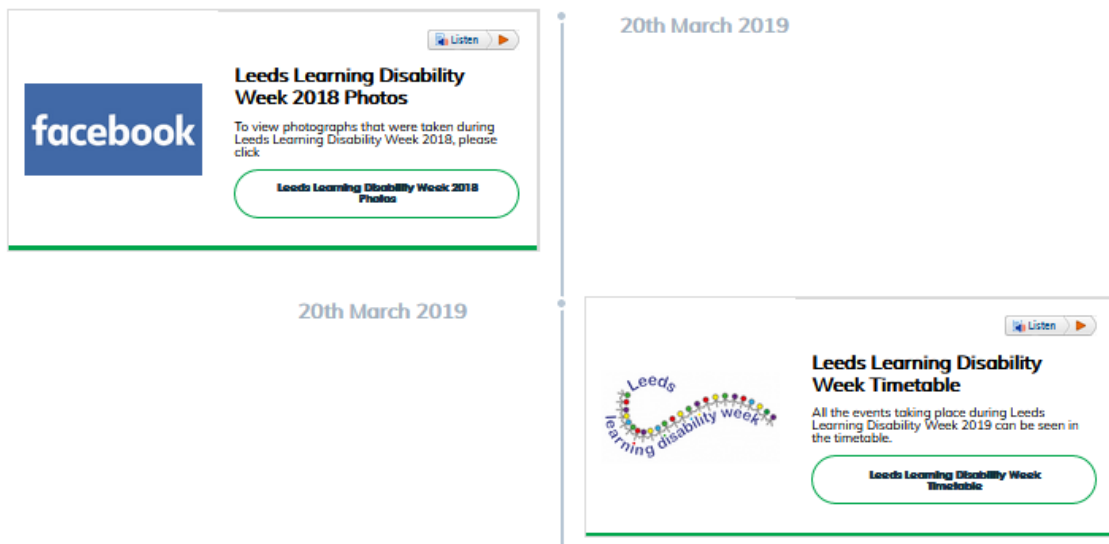 Listen
20th March 2019
Leeds Learning Disability
Week 2018 Photos
facebook
To view photographs that were taken during
Leeds Learning Disability Week 2018, please
click
Leeds Learning Disability Week 2018
Photos
20th March 2019
Listen
Leeds Learning Disability
Week Timetable
Leeds
learning disability week
All the events taking place during Leeds
Learning Disability Week 2019 can be seen in
the timetable.
Leeds Learning Disability Week
Timetable